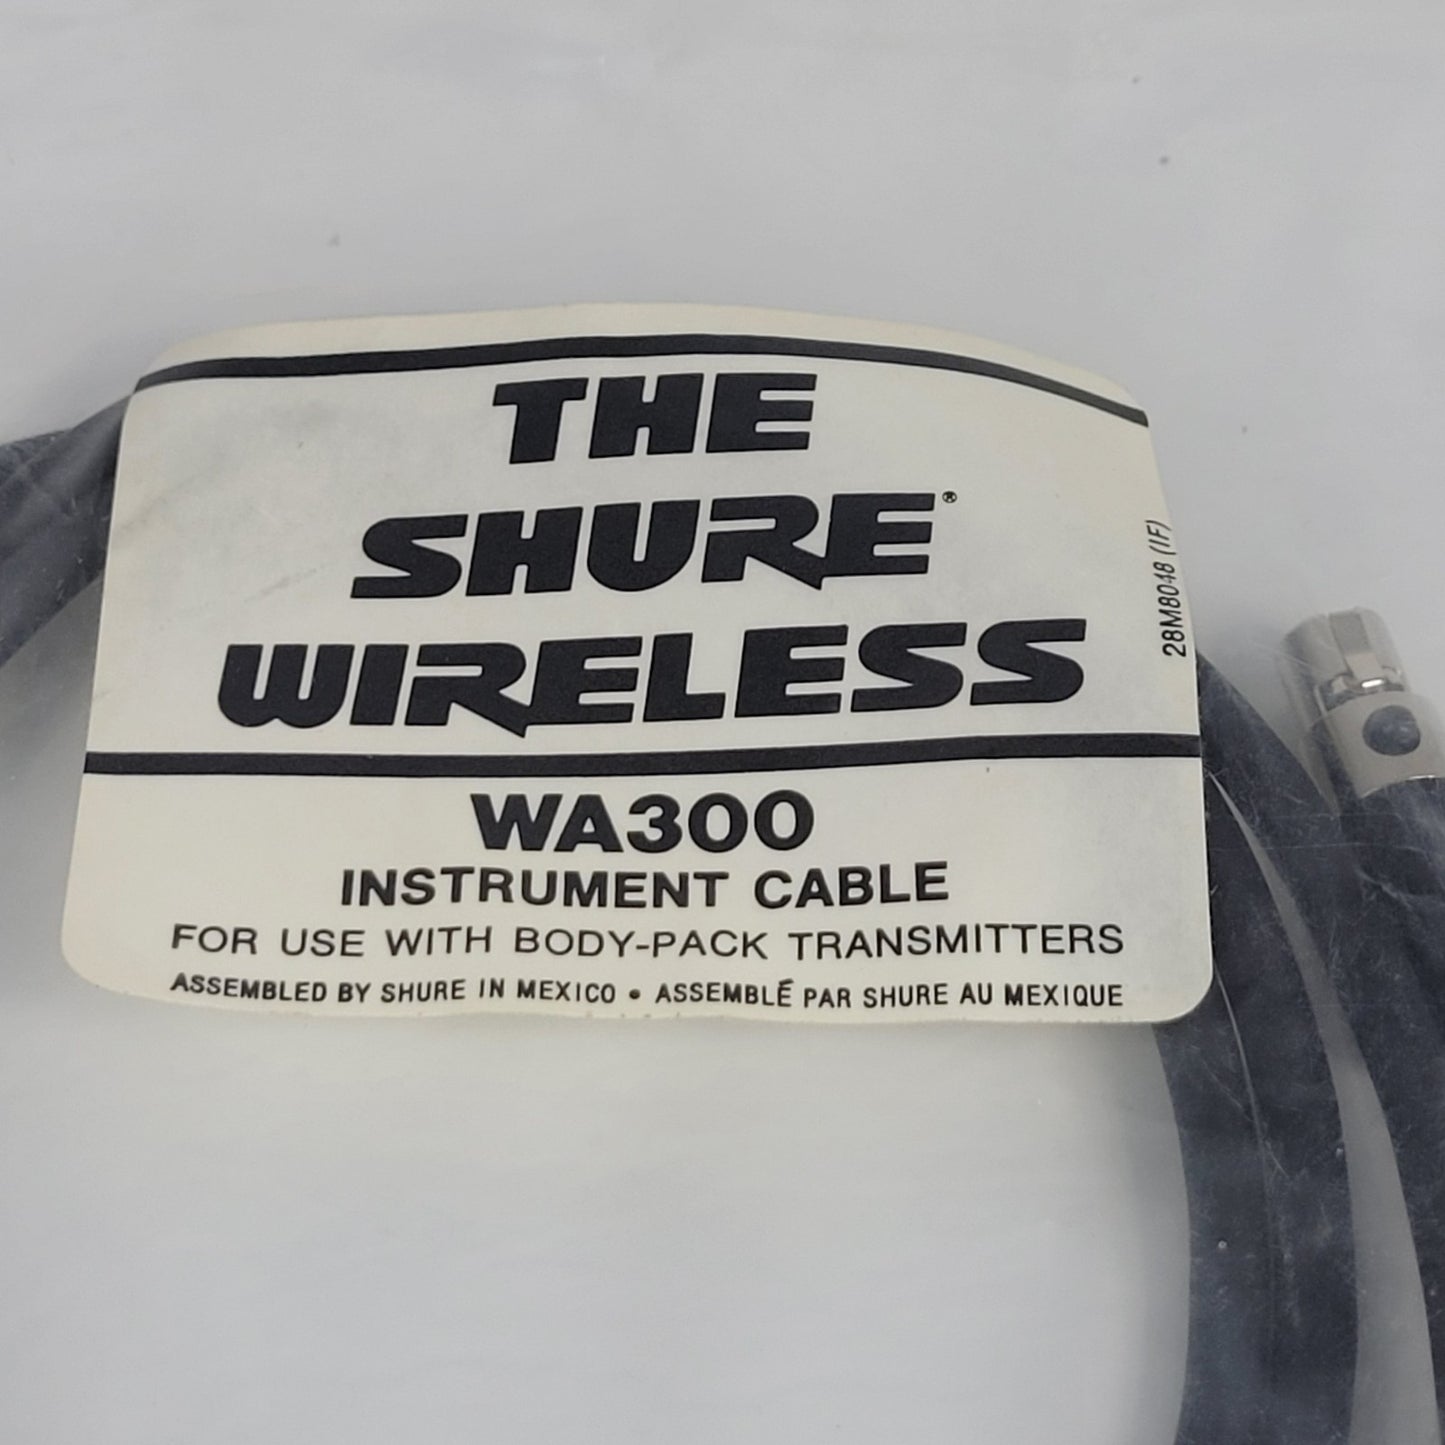 THE
SHURE®
WIRELESS
28M8048 (IF)
WA300
INSTRUMENT CABLE
FOR USE WITH BODY-PACK TRANSMITTERS
ASSEMBLED BY SHURE IN MEXICO • ASSEMBLÉ PAR SHURE AU MEXIQUE